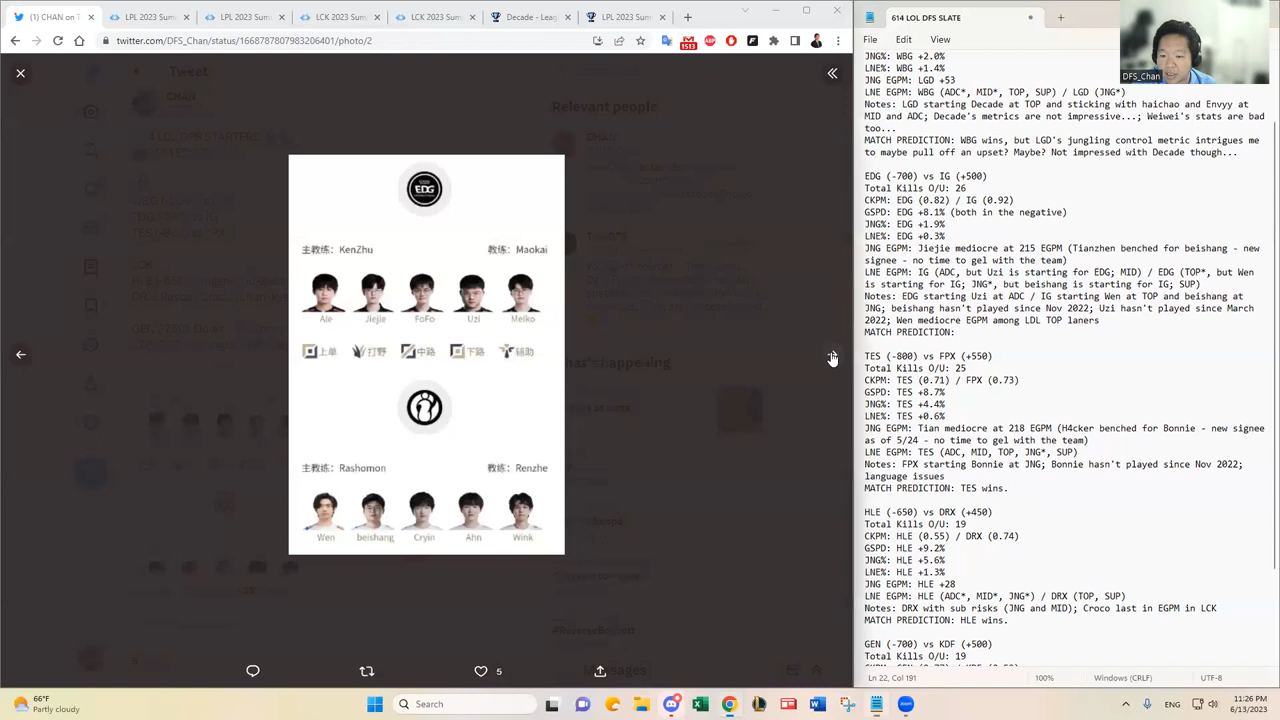 (1) CHAN on T
LPL 2023 Sum
LPL 2023 Sum
LCK 2023 Sum
LCK 2023 Sum
Decade - Leag
LPL 2023 Sum
twitter.com/DFS_Chan/status/1668787807983206401/photo/2
1513
Tweet
CHAN
Relevant people
CHAN
What's happening
#ReverseBoycott
Messages
EDG
主教练：KenZhu
教练：Maokai
Ale
Jiejie
FoFo
Uzi
Meiko
上单
打野
中路
下路
辅助
主教练：Rashomon
教练：Renzhe
Wen
beishang
Cryin
Ahn
Wink
5
614 LOL DFS SLATE
File
Edit
View
DFS_Chan
JNG%: WBG +2.0%
LNE%: WBG +1.4%
JNG EGPM: LGD +53
LNE EGPM: WBG (ADC*, MID*, TOP, SUP) / LGD (JNG*)
Notes: LGD starting Decade at TOP and sticking with haichao and Envyy at
MID and ADC; Decade's metrics are not impressive...; Weiwei's stats are bad
too...
MATCH PREDICTION: WBG wins, but LGD's jungling control metric intrigues me
to maybe pull off an upset? Maybe? Not impressed with Decade though...
EDG (-700) vs IG (+500)
Total Kills O/U: 26
CKPM: EDG (0.82) / IG (0.92)
GSPD: EDG +8.1% (both in the negative)
JNG%: EDG +1.9%
LNE%: EDG +0.3%
JNG EGPM: Jiejie mediocre at 215 EGPM (Tianzhen benched for beishang - new
signee - no time to gel with the team)
LNE EGPM: IG (ADC, but Uzi is starting for EDG; MID) / EDG (TOP*, but Wen
is starting for IG; JNG*, but beishang is starting for IG; SUP)
Notes: EDG starting Uzi at ADC / IG starting Wen at TOP and beishang at
JNG; beishang hasn't played since Nov 2022; Uzi hasn't played since March
2022; Wen mediocre EGPM among LDL TOP laners
MATCH PREDICTION:
TES (-800) vs FPX (+550)
Total Kills O/U: 25
CKPM: TES (0.71) / FPX (0.73)
GSPD: TES +8.7%
JNG%: TES +4.4%
LNE%: TES +0.6%
JNG EGPM: Tian mediocre at 218 EGPM (H4cker benched for Bonnie - new signee
as of 5/24 - no time to gel with the team)
LNE EGPM: TES (ADC, MID, TOP, JNG*, SUP)
Notes: FPX starting Bonnie at JNG; Bonnie hasn't played since Nov 2022;
language issues
MATCH PREDICTION: TES wins.
HLE (-650) vs DRX (+450)
Total Kills O/U: 19
CKPM: HLE (0.55) / DRX (0.74)
GSPD: HLE +9.2%
JNG%: HLE +5.6%
LNE%: HLE +1.3%
JNG EGPM: HLE +28
LNE EGPM: HLE (ADC*, MID*, JNG*) / DRX (TOP, SUP)
Notes: DRX with sub risks (JNG and MID); Croco last in EGPM in LCK
MATCH PREDICTION: HLE wins.
GEN (-700) vs KDF (+500)
Total Kills O/U: 19
Ln 22, Col 191
100%
Windows (CRLF)
UTF-8
66°F
Partly cloudy
Search
ENG
11:26 PM
6/13/2023